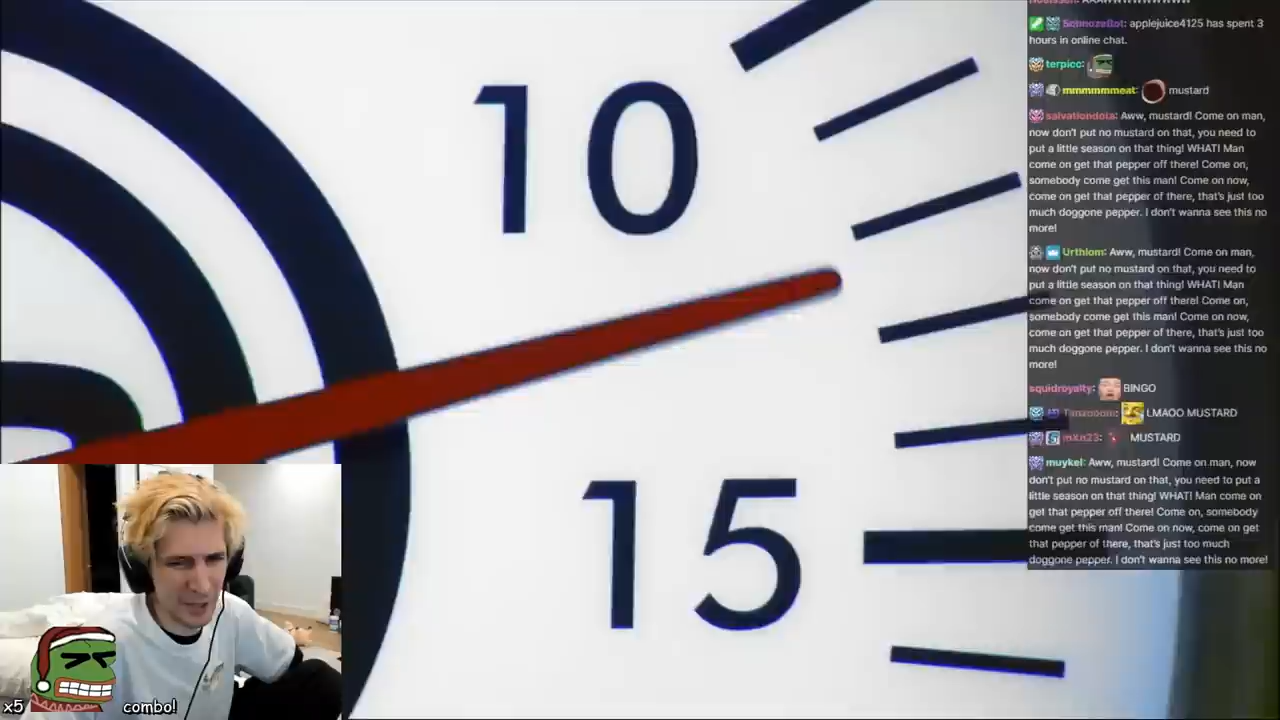 10
15
SchnozeBot: applejuice4125 has spent 3
hours in online chat.
terpicc:
mmmmmmeat: mustard
salvationdola: Aww, mustard! Come on man,
now don't put no mustard on that, you need to
put a little season on that thing! WHAT! Man
come on get that pepper off there! Come on,
somebody come get this man! Come on now,
come on get that pepper of there, that's just too
much doggone pepper. I don't wanna see this no
more!
Urthlom: Aww, mustard! Come on man,
now don't put no mustard on that, you need to
put a little season on that thing! WHAT! Man
come on get that pepper off there! Come on,
somebody come get this man! Come on now,
come on get that pepper of there, that's just too
much doggone pepper. I don't wanna see this no
more!
squidroyalty: BINGO
LMAOO MUSTARD
mXn23: MUSTARD
muykel: Aww, mustard! Come on man, now
don't put no mustard on that, you need to put a
little season on that thing! WHAT! Man come on
get that pepper off there! Come on, somebody
come get this man! Come on now, come on get
that pepper of there, that's just too much
doggone pepper. I don't wanna see this no more!
x5 combo!